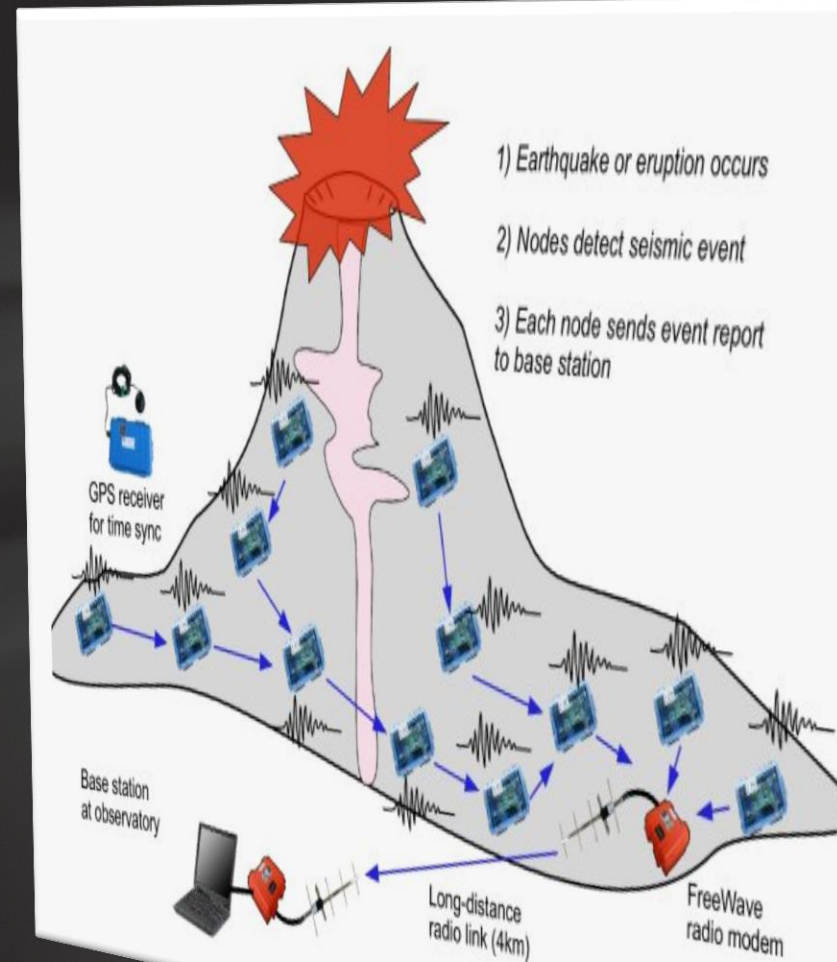 1) Earthquake or eruption occurs
2) Nodes detect seismic event
3) Each node sends event report
to base station
GPS receiver
for time sync
Base station
at observatory
Long-distance
radio link (4km)
FreeWave
radio modem